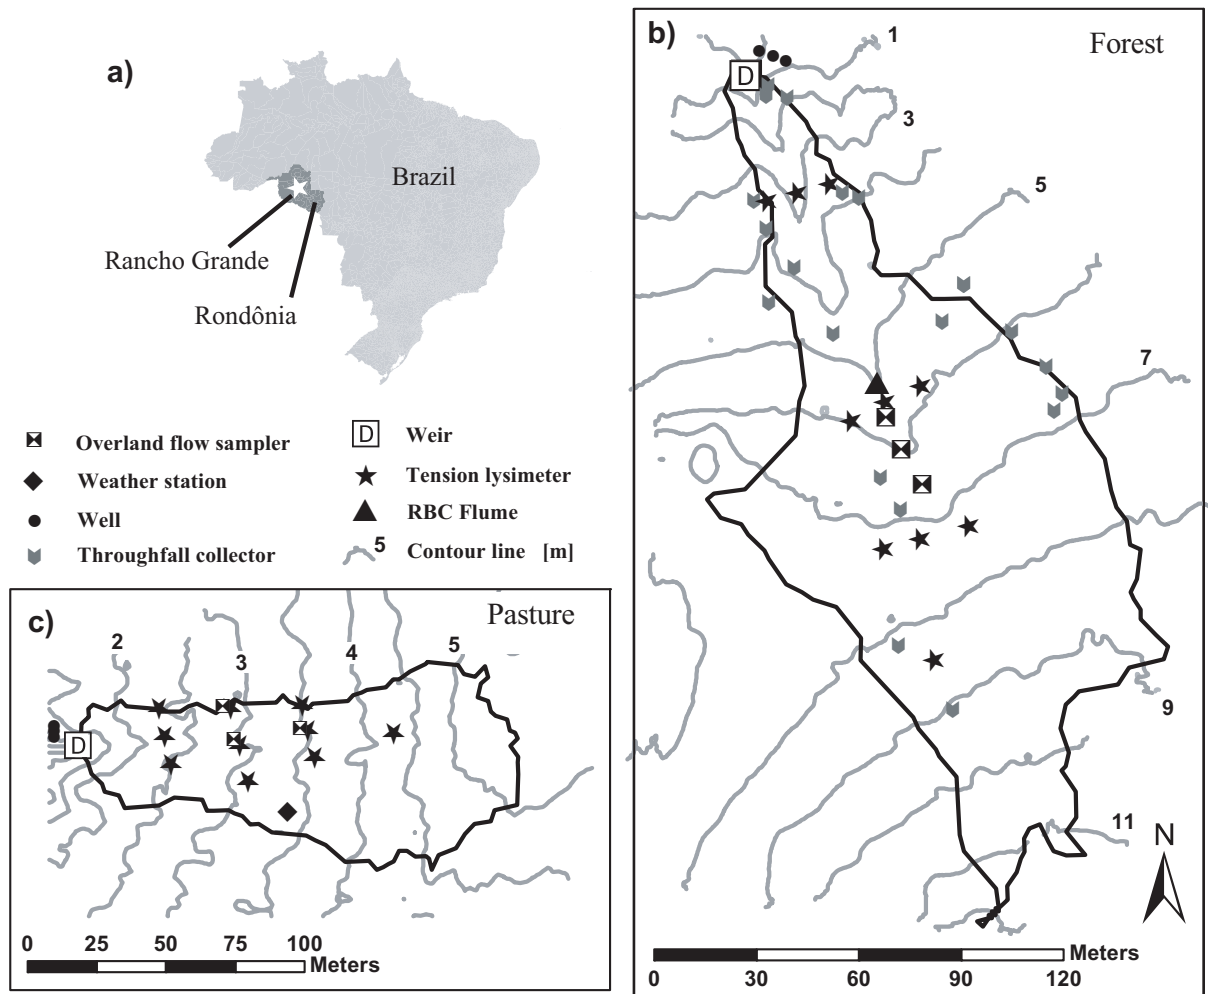 a)
Brazil
Rancho Grande
Rondônia
Overland flow sampler
Weather station
Well
Throughfall collector
D Weir
Tension lysimeter
RBC Flume
5 Contour line [m]
b)
Forest
1
D
3
5
7
9
11
N
0 30 60 90 120
Meters
c)
Pasture
2
3
4
5
D
0 25 50 75 100
Meters